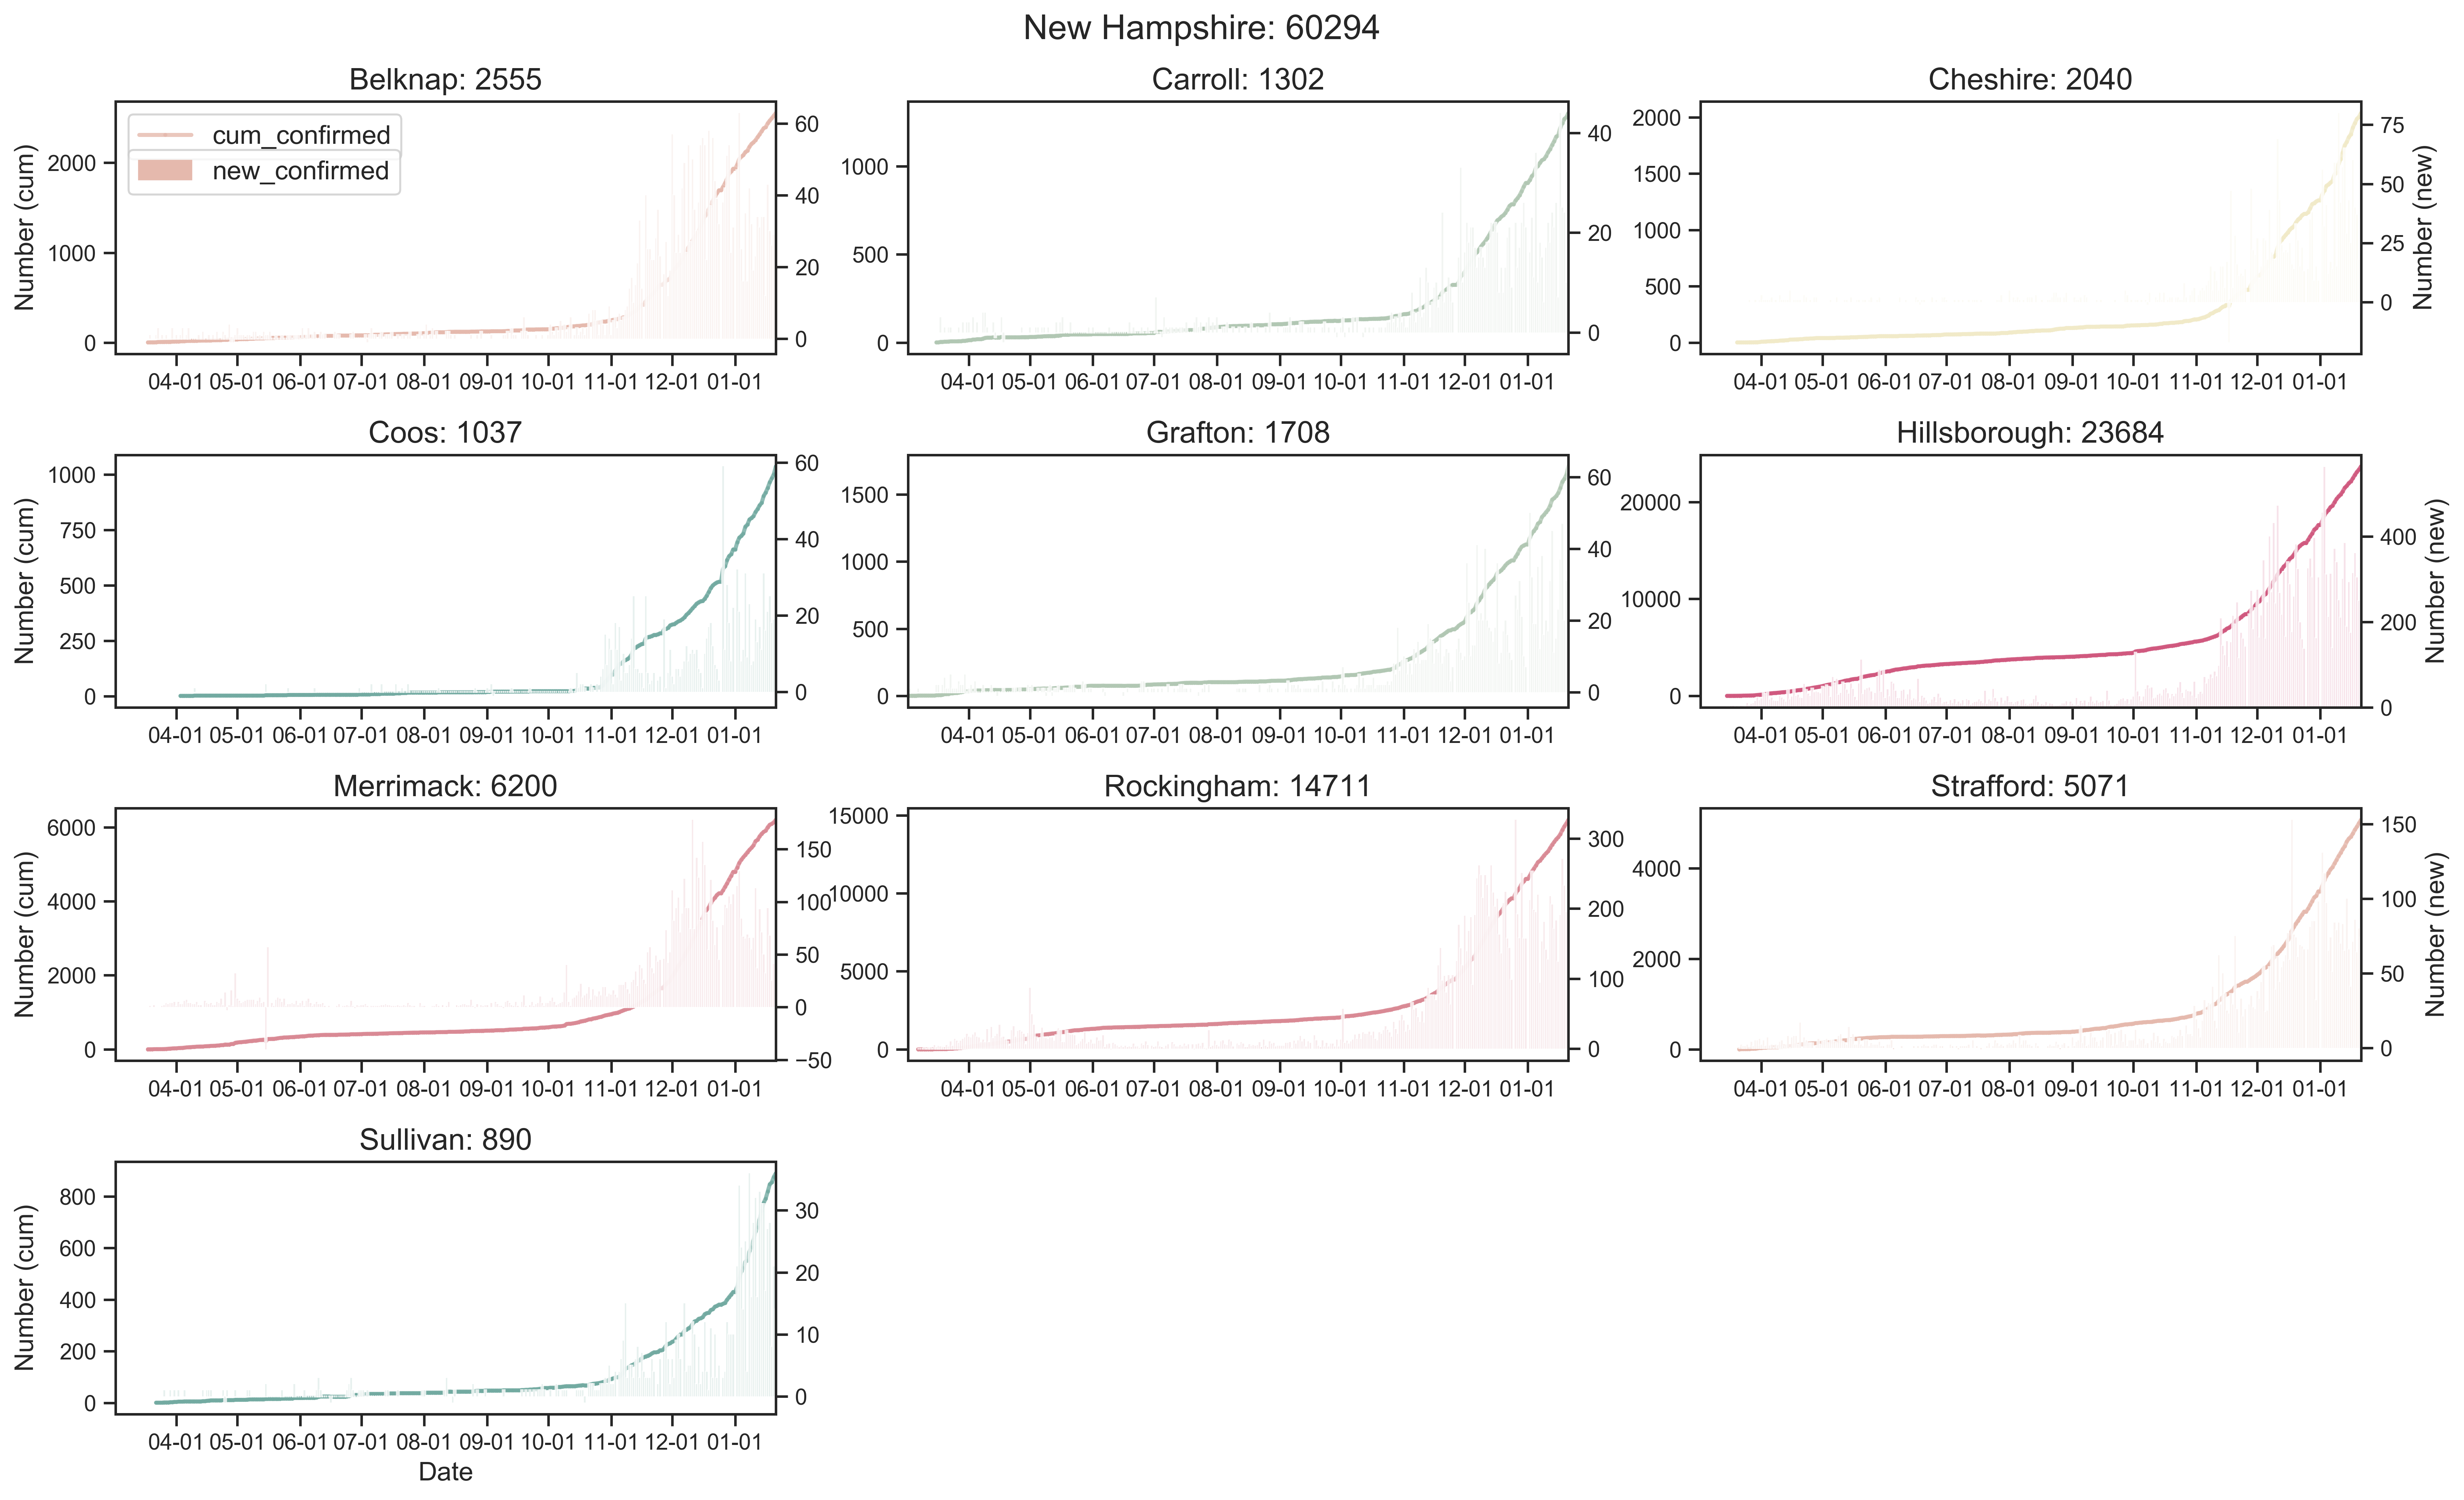 New Hampshire: 60294
Belknap: 2555
Number (cum)
2000
1000
0
cum_confirmed
new_confirmed
60
40
20
0
04-01 05-01 06-01 07-01 08-01 09-01 10-01 11-01 12-01 01-01
Carroll: 1302
1000
500
0
40
20
0
04-01 05-01 06-01 07-01 08-01 09-01 10-01 11-01 12-01 01-01
Cheshire: 2040
2000
1500
1000
500
0
75
50
25
0
Number (new)
04-01 05-01 06-01 07-01 08-01 09-01 10-01 11-01 12-01 01-01
Coos: 1037
Number (cum)
1000
750
500
250
0
60
40
20
0
04-01 05-01 06-01 07-01 08-01 09-01 10-01 11-01 12-01 01-01
Grafton: 1708
1500
1000
500
0
60
40
20
0
04-01 05-01 06-01 07-01 08-01 09-01 10-01 11-01 12-01 01-01
Hillsborough: 23684
20000
10000
0
400
200
0
Number (new)
04-01 05-01 06-01 07-01 08-01 09-01 10-01 11-01 12-01 01-01
Merrimack: 6200
Number (cum)
6000
4000
2000
0
150
100
50
0
−50
04-01 05-01 06-01 07-01 08-01 09-01 10-01 11-01 12-01 01-01
Rockingham: 14711
15000
10000
5000
0
300
200
100
0
04-01 05-01 06-01 07-01 08-01 09-01 10-01 11-01 12-01 01-01
Strafford: 5071
4000
2000
0
150
100
50
0
Number (new)
04-01 05-01 06-01 07-01 08-01 09-01 10-01 11-01 12-01 01-01
Sullivan: 890
Number (cum)
800
600
400
200
0
30
20
10
0
04-01 05-01 06-01 07-01 08-01 09-01 10-01 11-01 12-01 01-01
Date